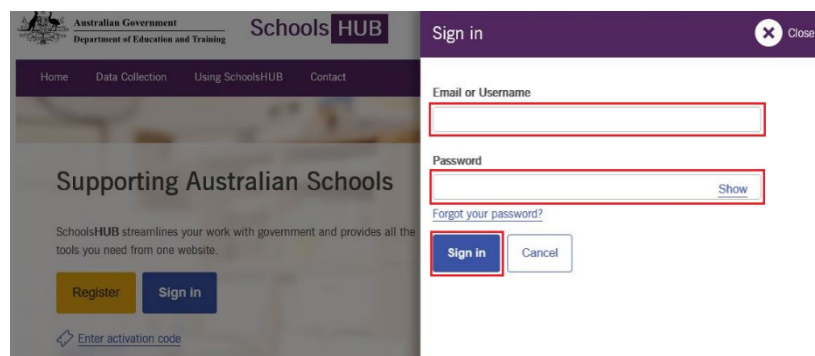 Australian Government
Department of Education and Training
Schools HUB
Home Data Collection Using SchoolsHUB Contact
Supporting Australian Schools
SchoolsHUB streamlines your work with government and provides all the
tools you need from one website.
Register Sign in
Enter activation code
Sign in
Close
Email or Username
Password
Show
Forgot your password?
Sign in Cancel